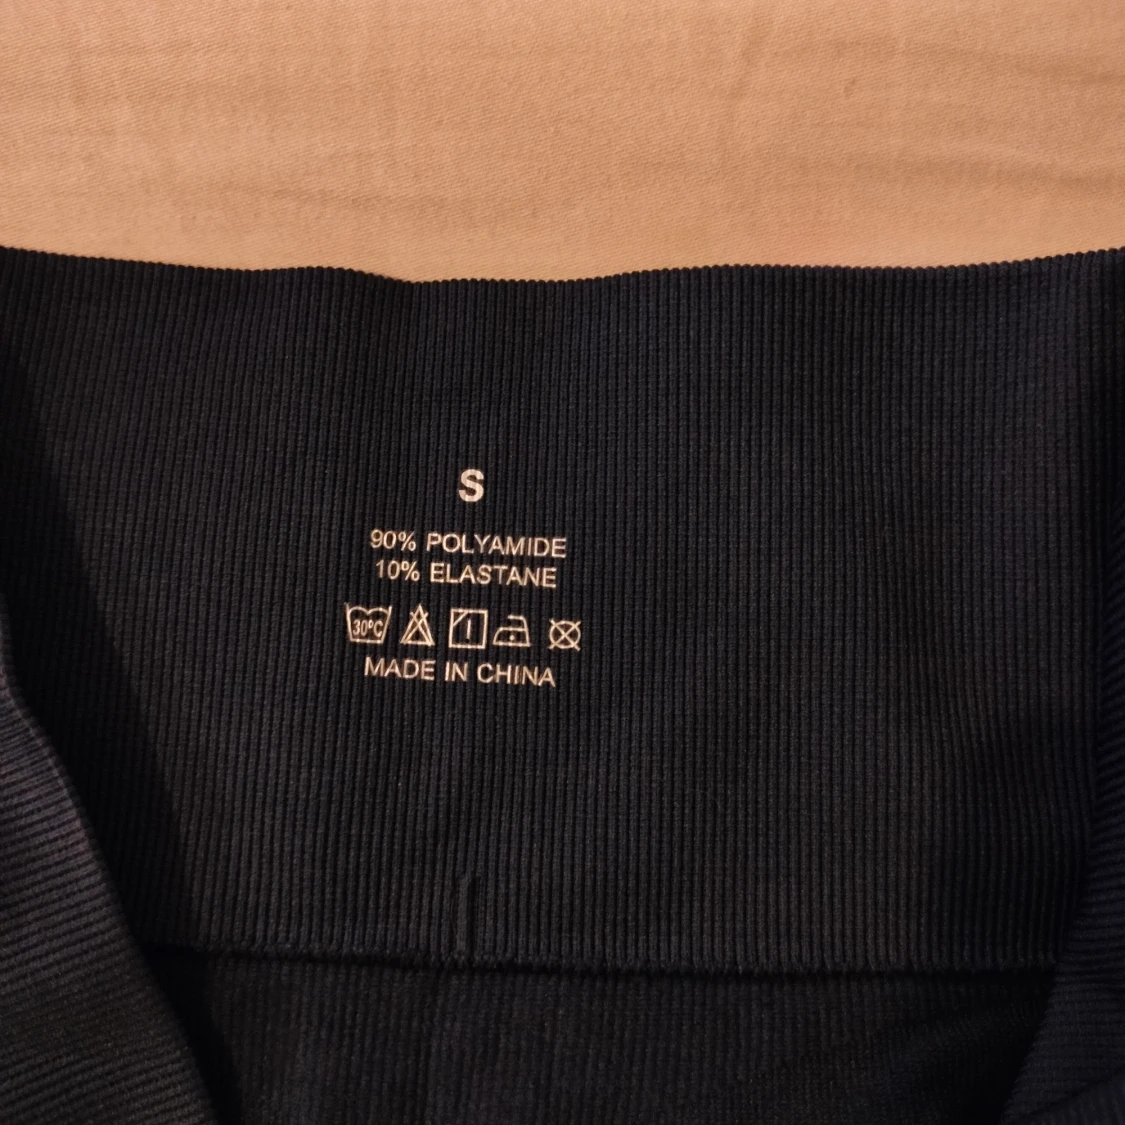 S
90% POLYAMIDE
10% ELASTANE
30°C
MADE IN CHINA